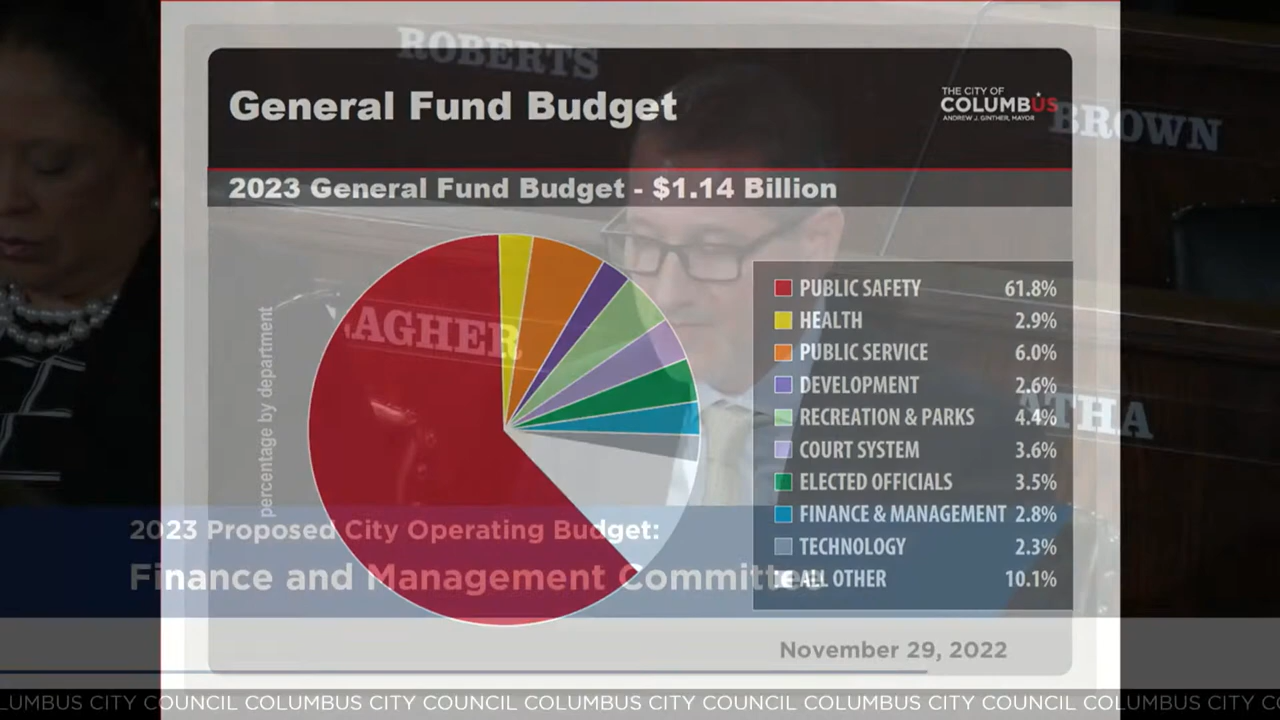 ROBERTS
General Fund Budget
THE CITY OF
COLUMBUS
ANDREW J. GINTHER, MAYOR
BROWN
2023 General Fund Budget - $1.14 Billion
AGHER
percentage by department
PUBLIC SAFETY 61.8%
HEALTH 2.9%
PUBLIC SERVICE 6.0%
DEVELOPMENT 2.6%
RECREATION & PARKS 4.4%
COURT SYSTEM 3.6%
ELECTED OFFICIALS 3.5%
FINANCE & MANAGEMENT 2.8%
TECHNOLOGY 2.3%
ALL OTHER 10.1%
THA
2023 Proposed City Operating Budget:
Finance and Management Committee
November 29, 2022
LUMBUS CITY COUNCIL COLUMBUS CITY COUNCIL COLUMBUS CITY COUNCIL COLUMBUS CITY COUNCIL COLUMBUS CITY C